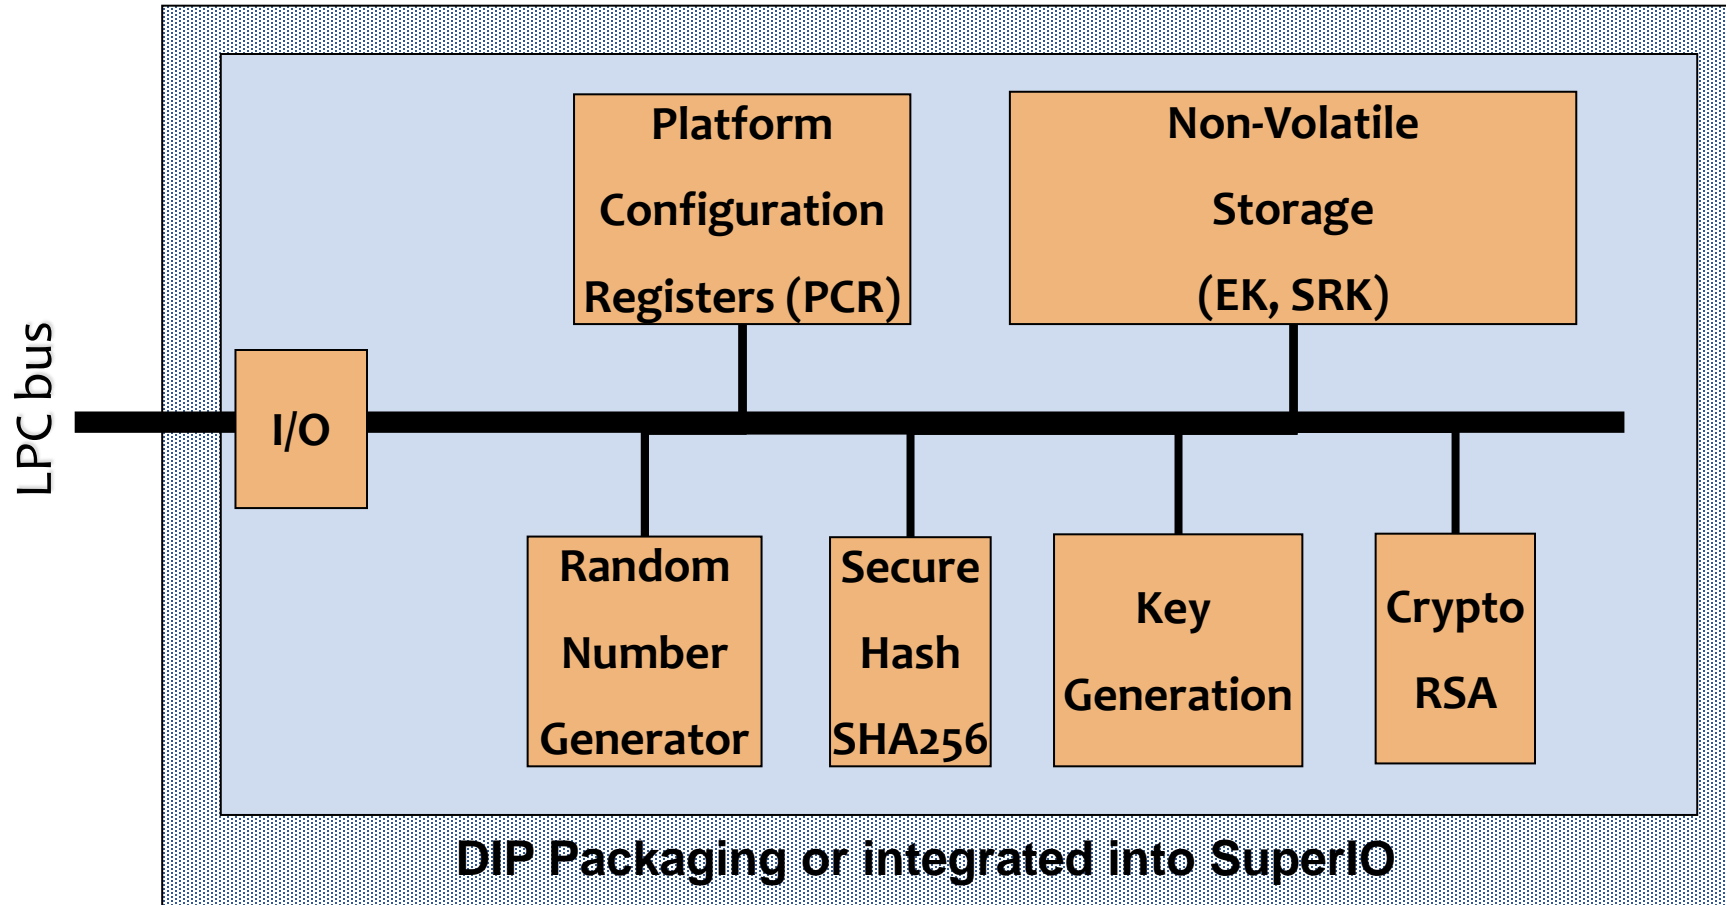 Platform
Configuration
Registers (PCR)
Non-Volatile
Storage
(EK, SRK)
LPC bus
I/O
Random
Number
Generator
Secure
Hash
SHA256
Key
Generation
Crypto
RSA
DIP Packaging or integrated into SuperIO